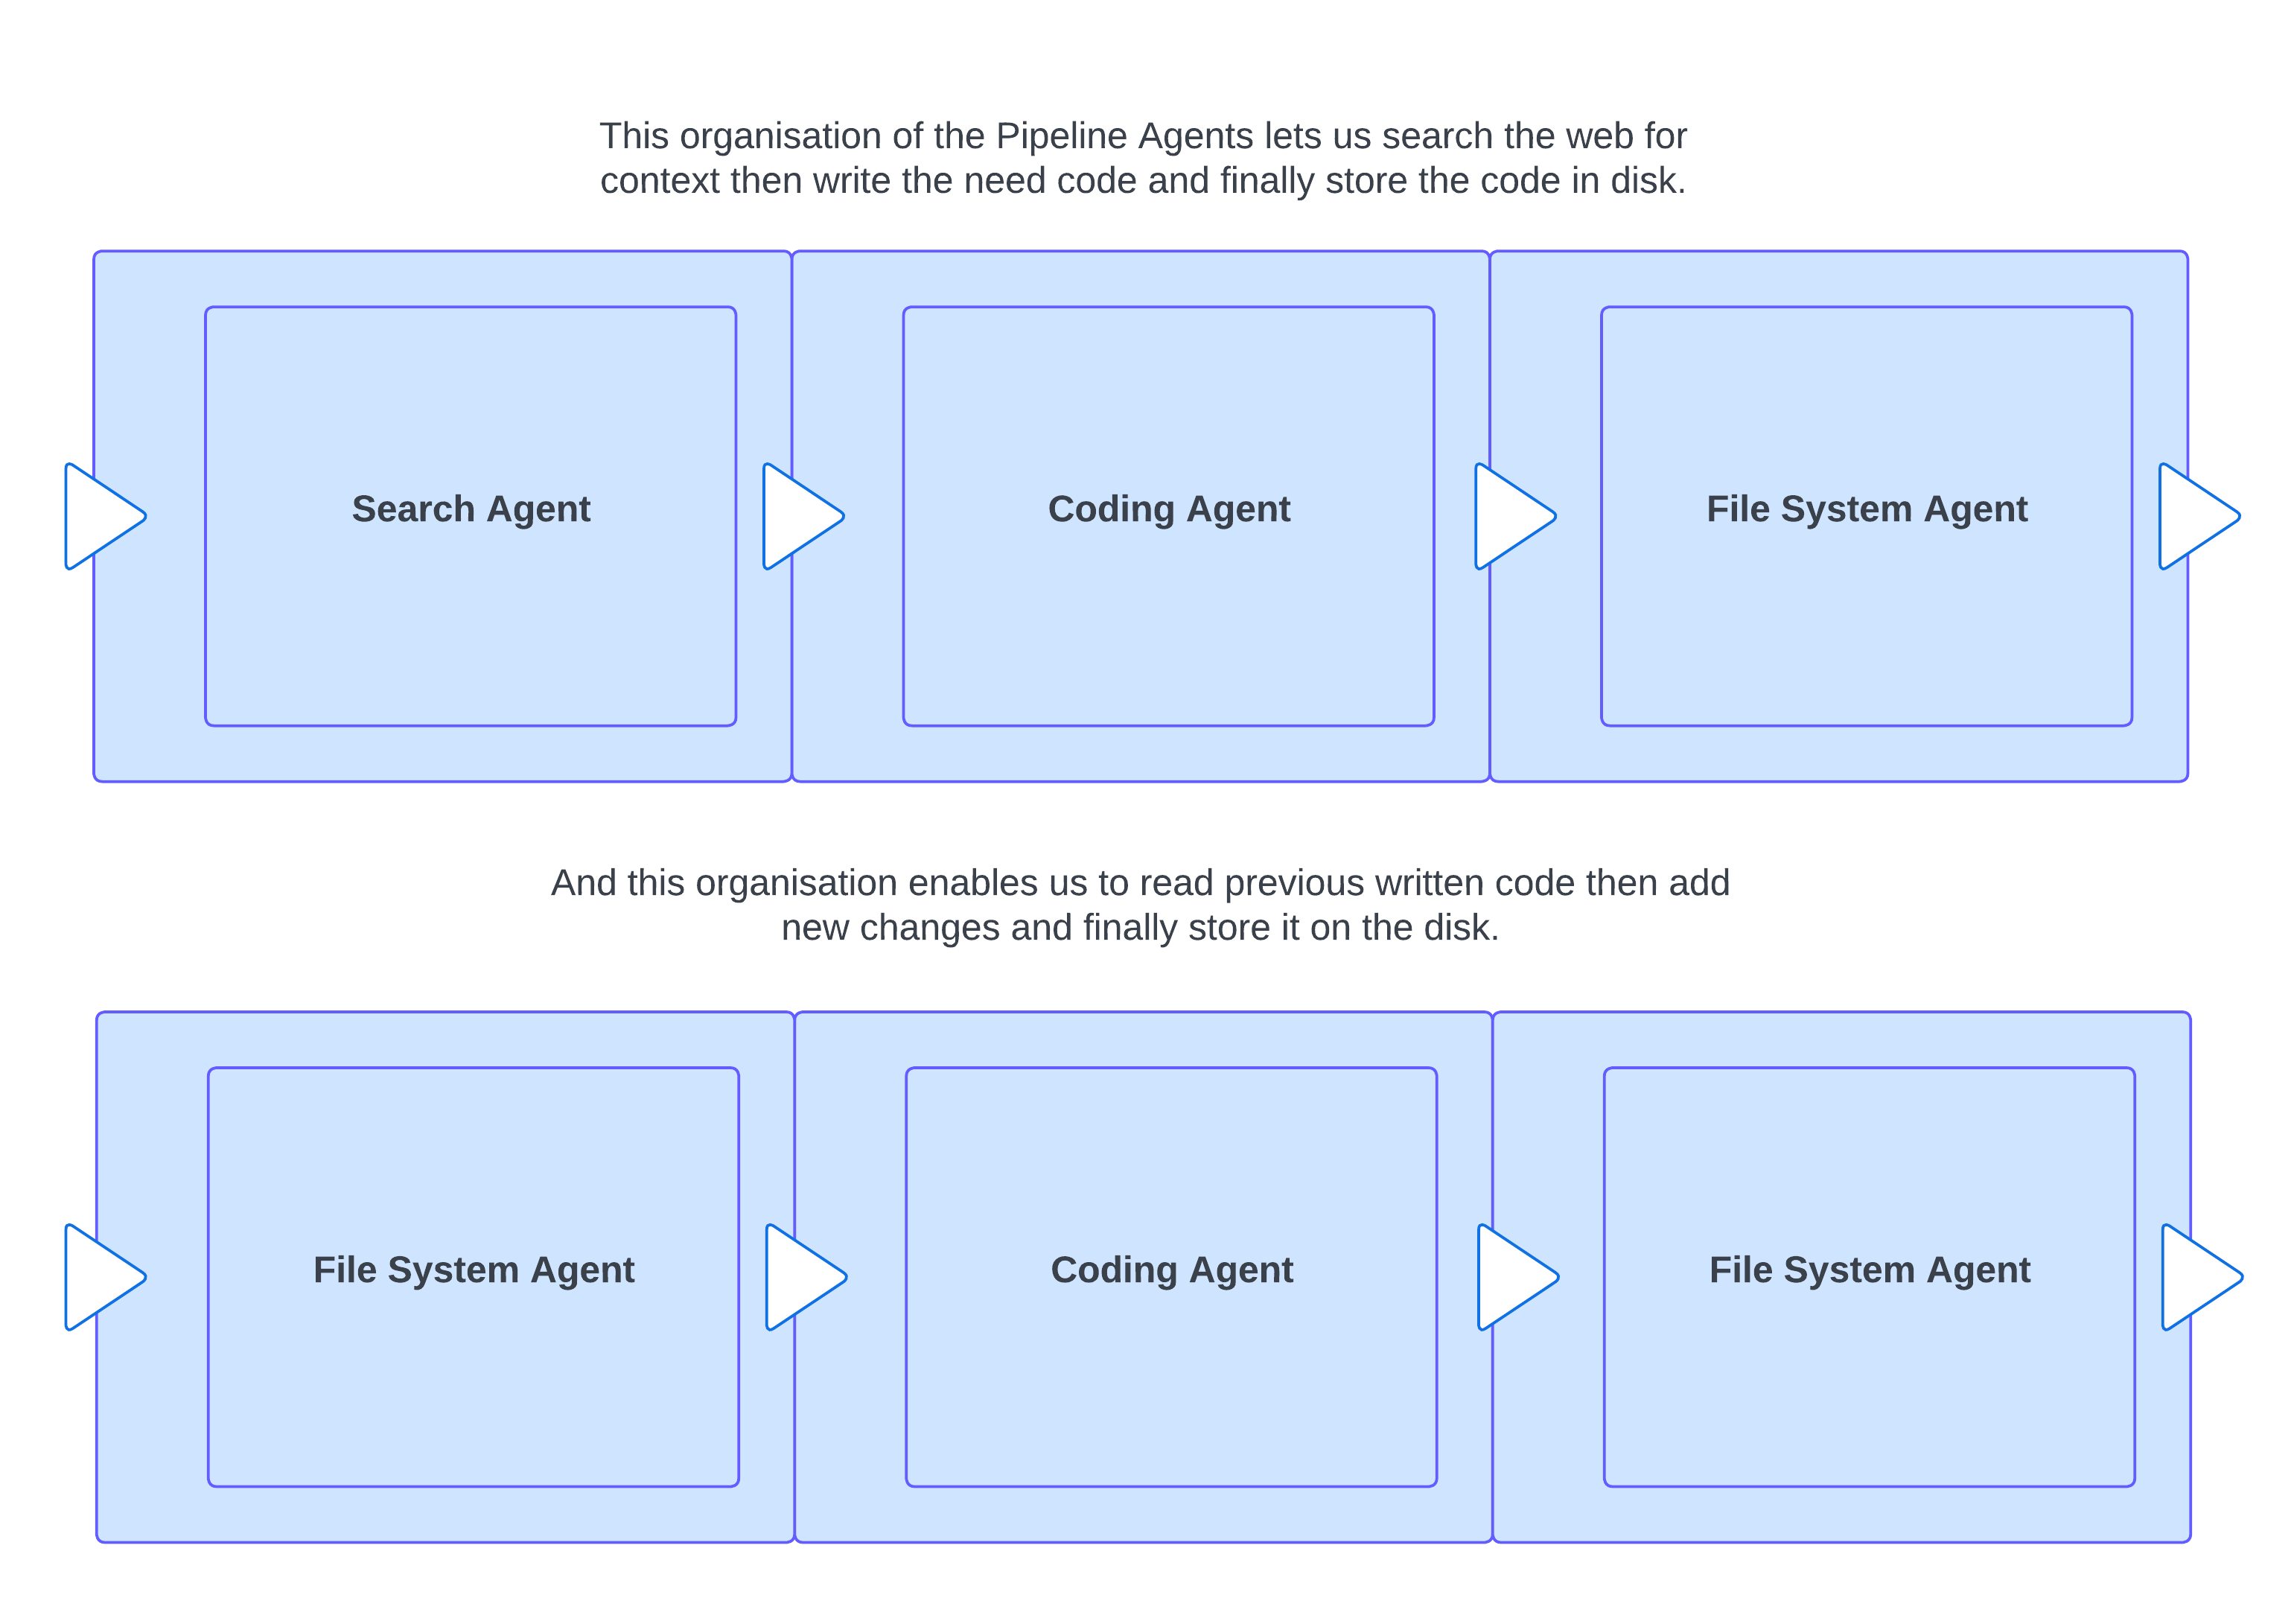 This organisation of the Pipeline Agents lets us search the web for
context then write the need code and finally store the code in disk.
Search Agent
Coding Agent
File System Agent
And this organisation enables us to read previous written code then add
new changes and finally store it on the disk.
File System Agent
Coding Agent
File System Agent